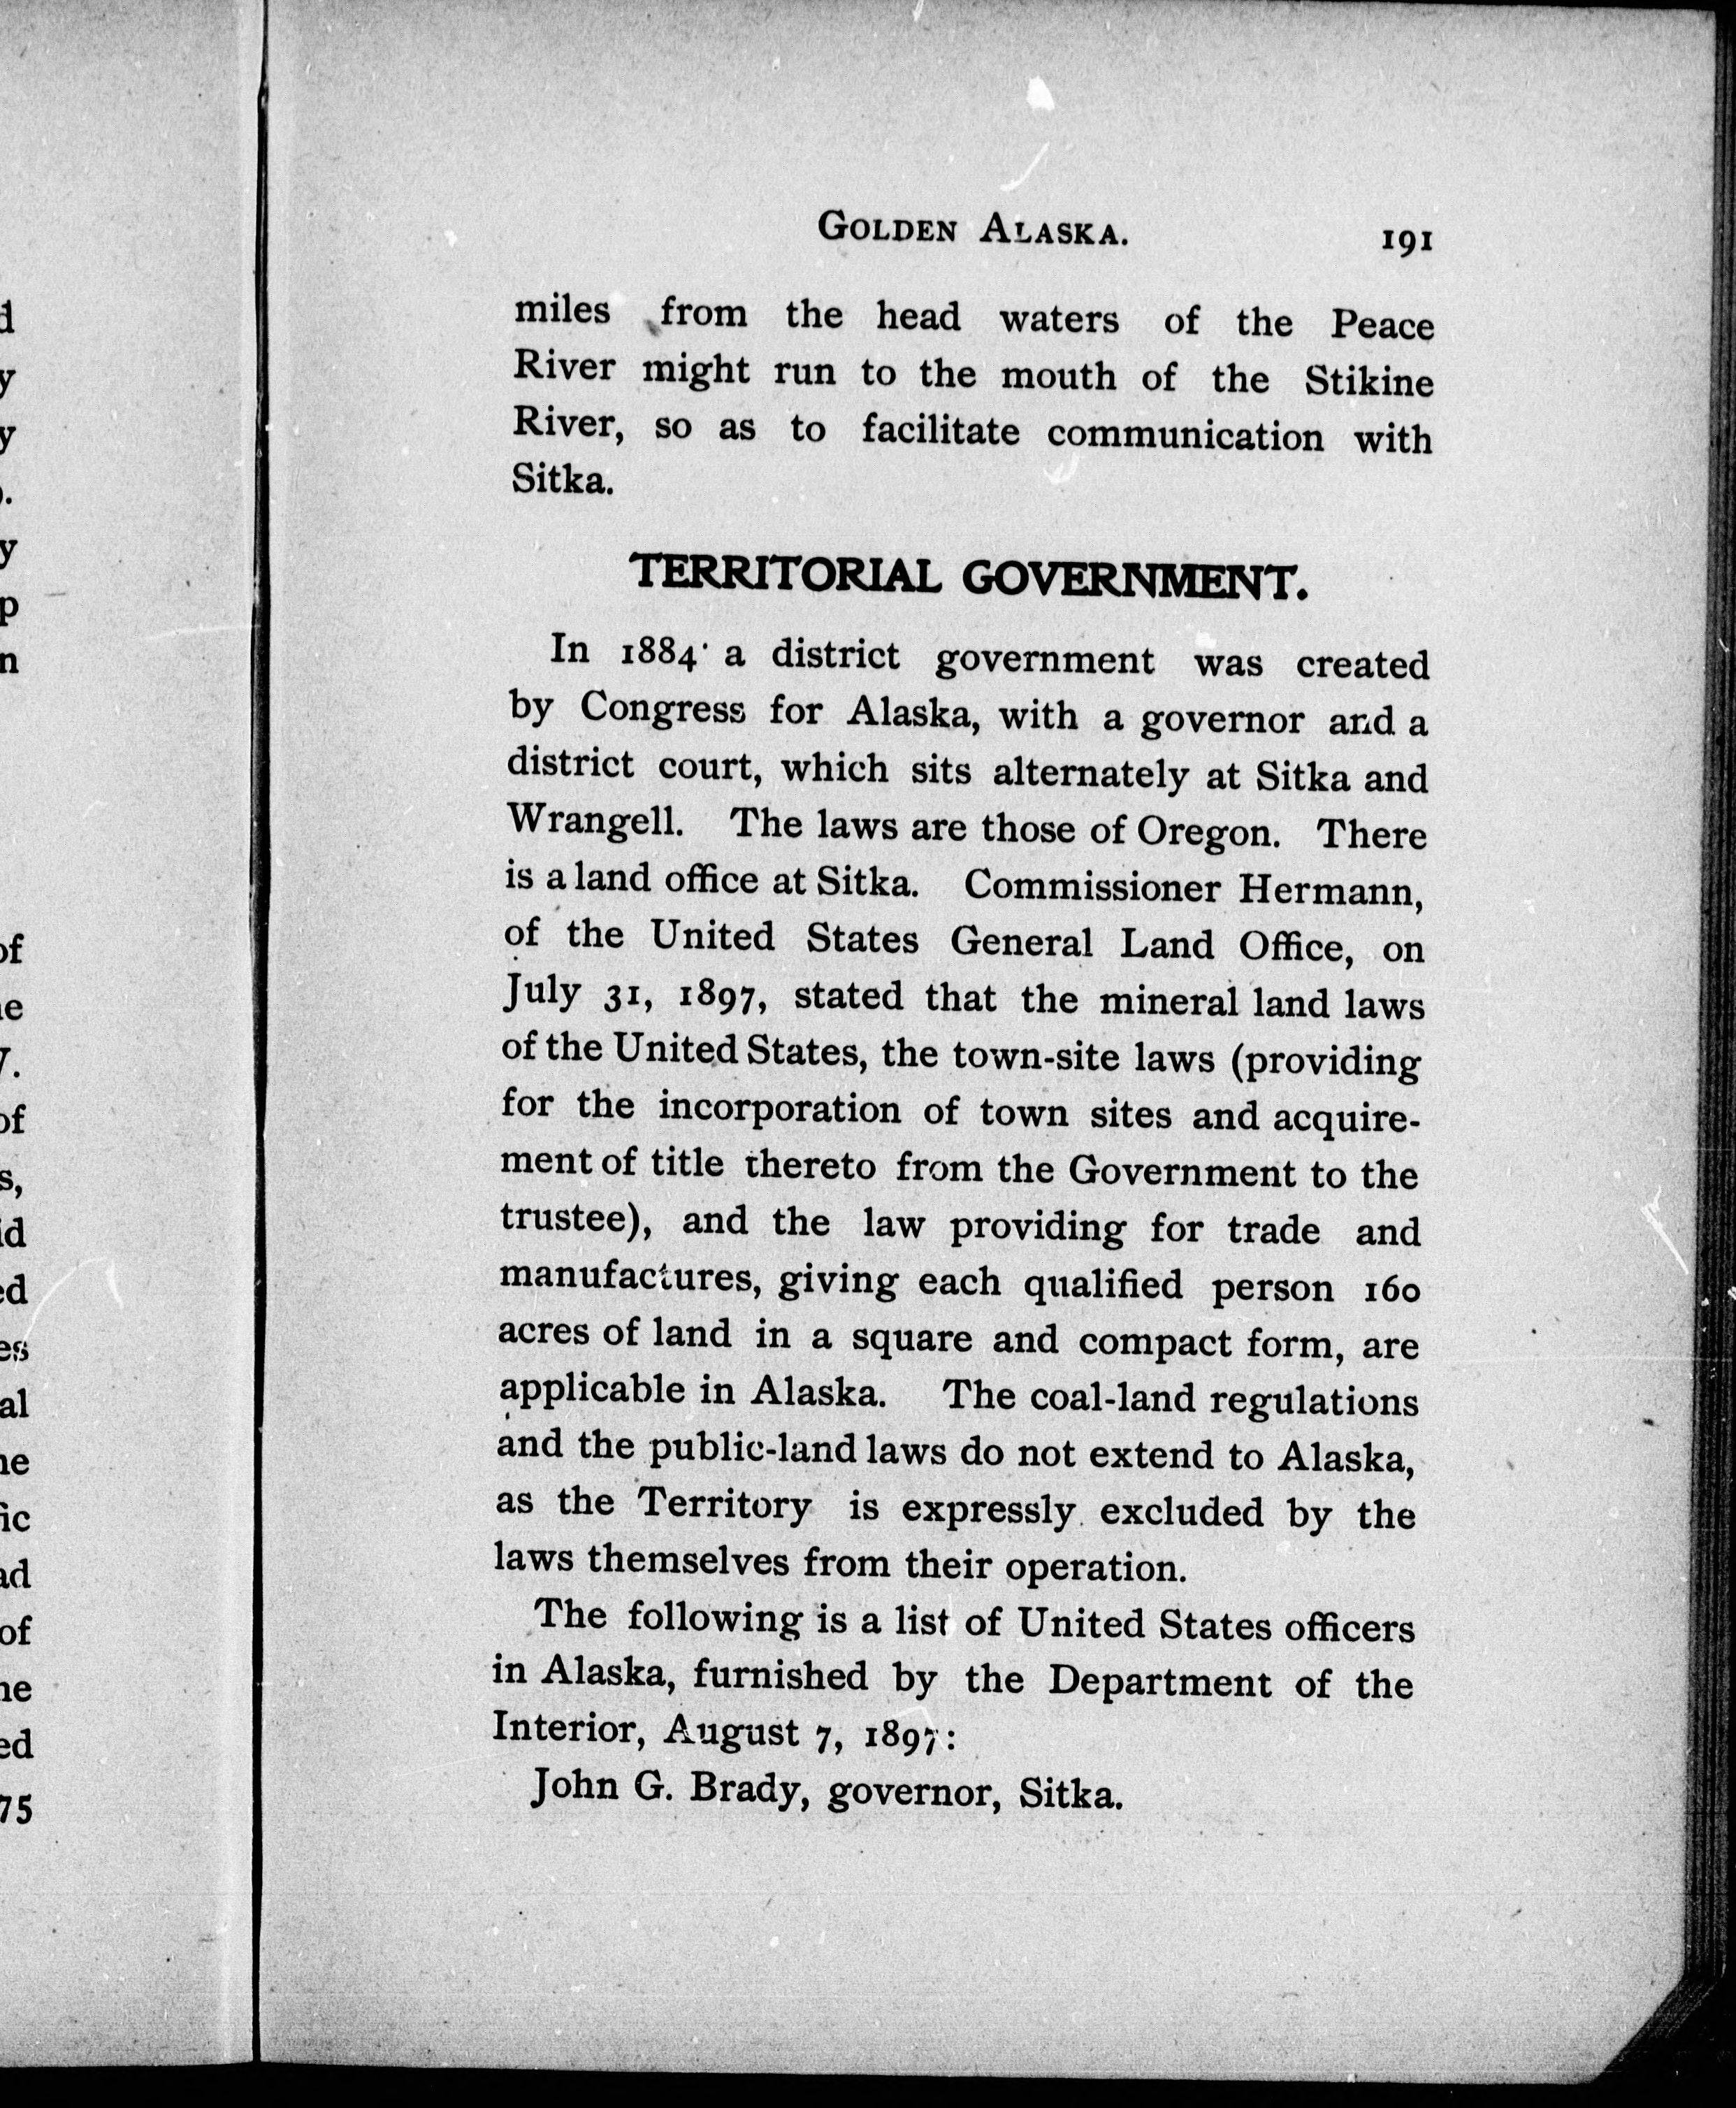 GOLDEN ALASKA. 191
miles from the head waters of the Peace
River might run to the mouth of the Stikine
River, so as to facilitate communication with
Sitka.
TERRITORIAL GOVERNMENT.
In 1884 a district government was created
by Congress for Alaska, with a governor and a
district court, which sits alternately at Sitka and
Wrangell. The laws are those of Oregon. There
is a land office at Sitka. Commissioner Hermann,
of the United States General Land Office, on
July 31, 1897, stated that the mineral land laws
of the United States, the town-site laws (providing
for the incorporation of town sites and acquire-
ment of title thereto from the Government to the
trustee), and the law providing for trade and
manufactures, giving each qualified person 160
acres of land in a square and compact form, are
applicable in Alaska. The coal-land regulations
and the public-land laws do not extend to Alaska,
as the Territory is expressly excluded by the
laws themselves from their operation.
The following is a list of United States officers
in Alaska, furnished by the Department of the
Interior, August 7, 1897:
John G. Brady, governor, Sitka.